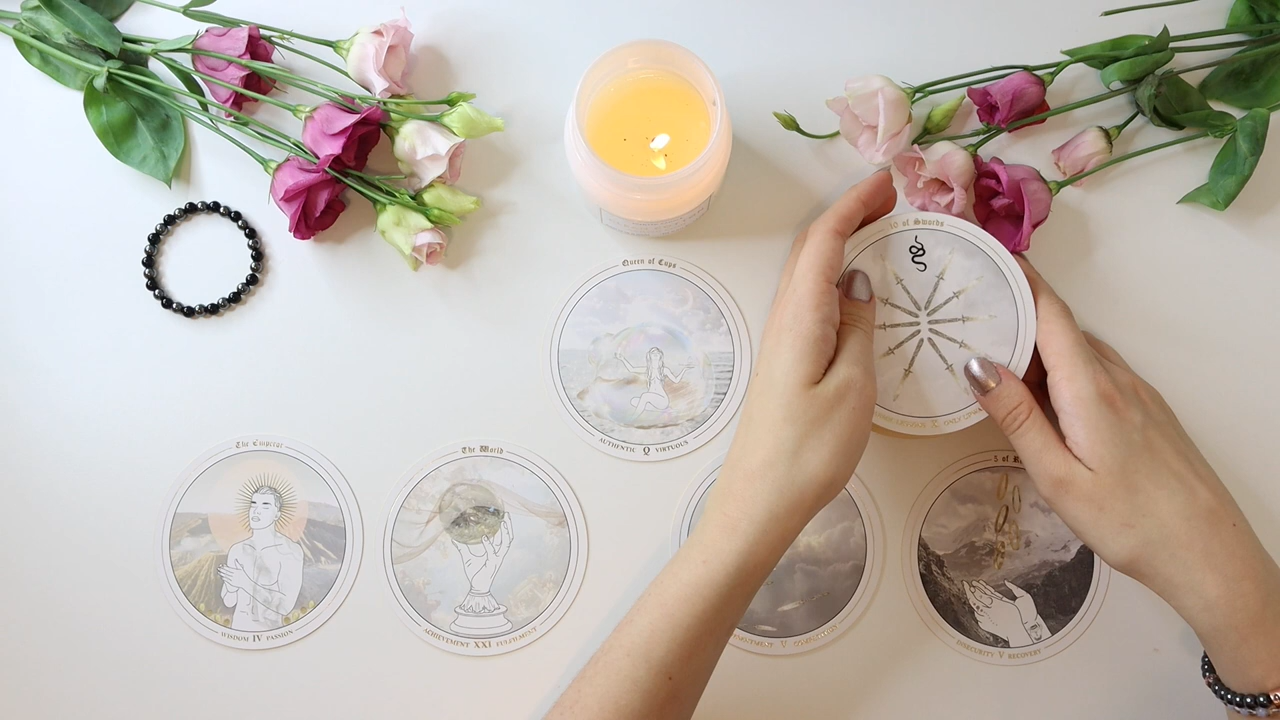 10 of Swords
Queen of Cups
AUTHENTIC Q VIRTUOUS
The Emperor
WISDOM IV PASSION
The World
ACHIEVEMENT XXI FULFILMENT
V
5 of
INSECURITY V RECOVERY